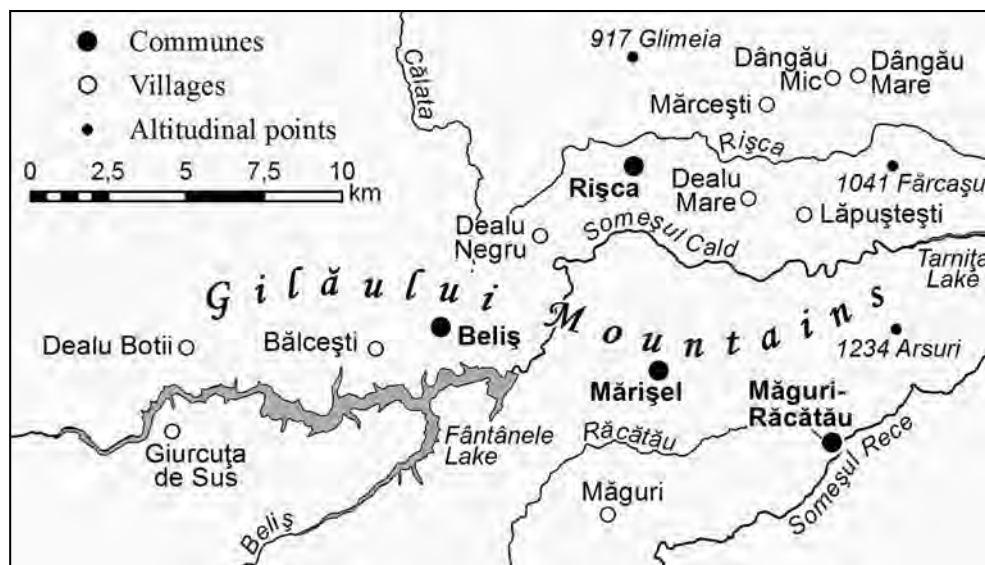 Communes
Villages
Altitudinal points
0 2,5 5 7,5 10
km
Călata
917 Glimeia
Dângău
Mic
Dângău
Mare
Mărceşti
Rişca
Rişca
Dealu
Mare
1041 Fărcaşu
Lăpuşteşti
Dealu
Negru
Someşul Cald
Tarniţa
Lake
Gilăului
Mountains
Dealu Botii
Bălceşti
Beliş
1234 Arsuri
Mărişel
Măguri-
Răcătău
Giurcuţa
de Sus
Fântânele
Lake
Răcătău
Măguri
Someşul Rece
Beliş